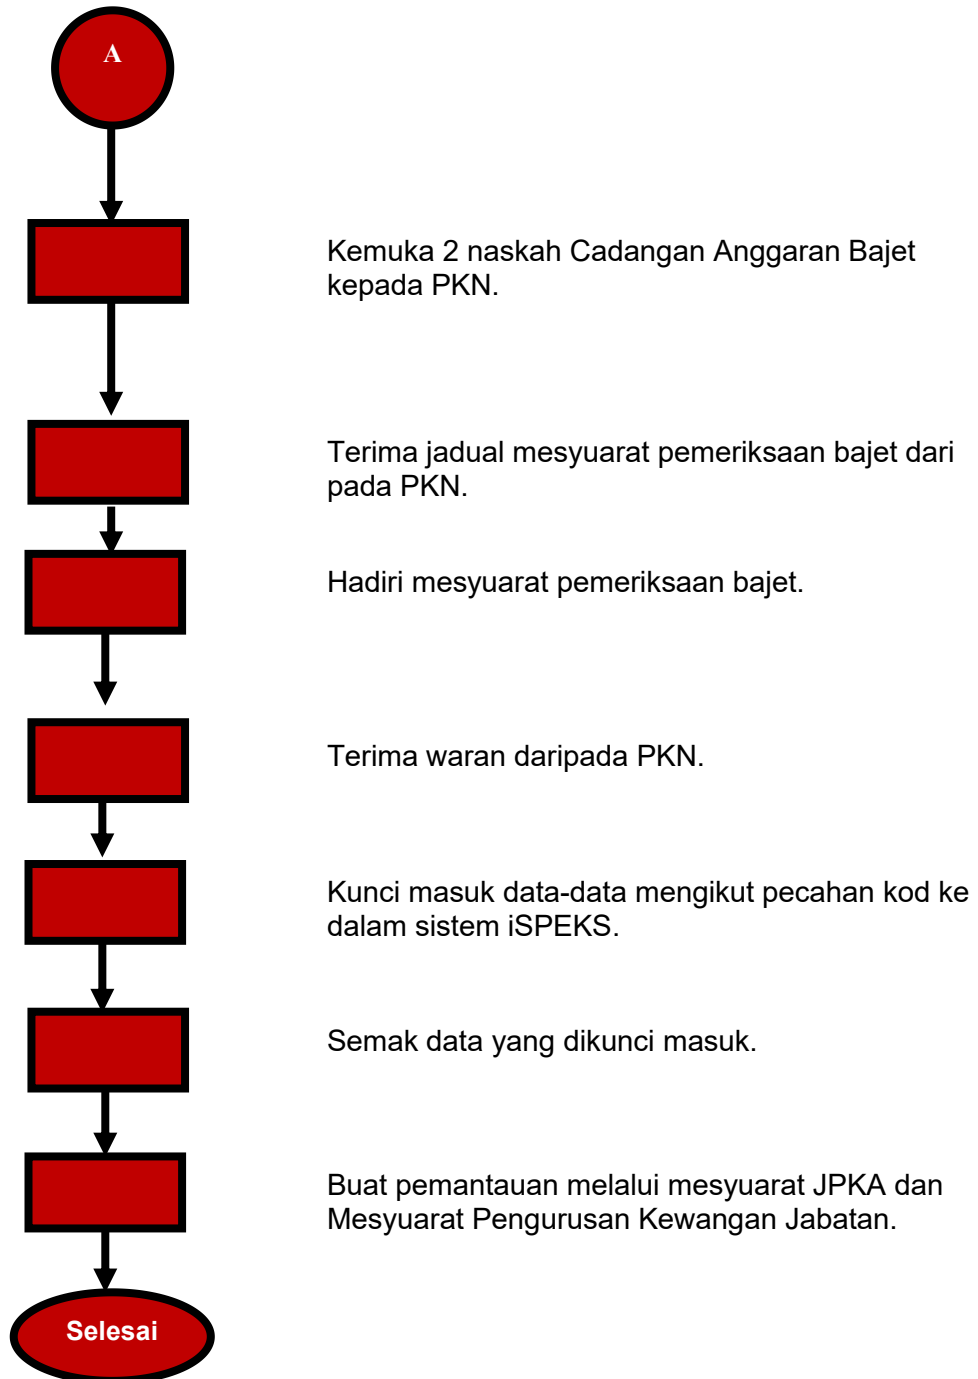 A
Kemuka 2 naskah Cadangan Anggaran Bajet
kepada PKN.
Terima jadual mesyuarat pemeriksaan bajet dari
pada PKN.
Hadiri mesyuarat pemeriksaan bajet.
Terima waran daripada PKN.
Kunci masuk data-data mengikut pecahan kod ke
dalam sistem iSPEKS.
Semak data yang dikunci masuk.
Buat pemantauan melalui mesyuarat JPKA dan
Mesyuarat Pengurusan Kewangan Jabatan.
Selesai